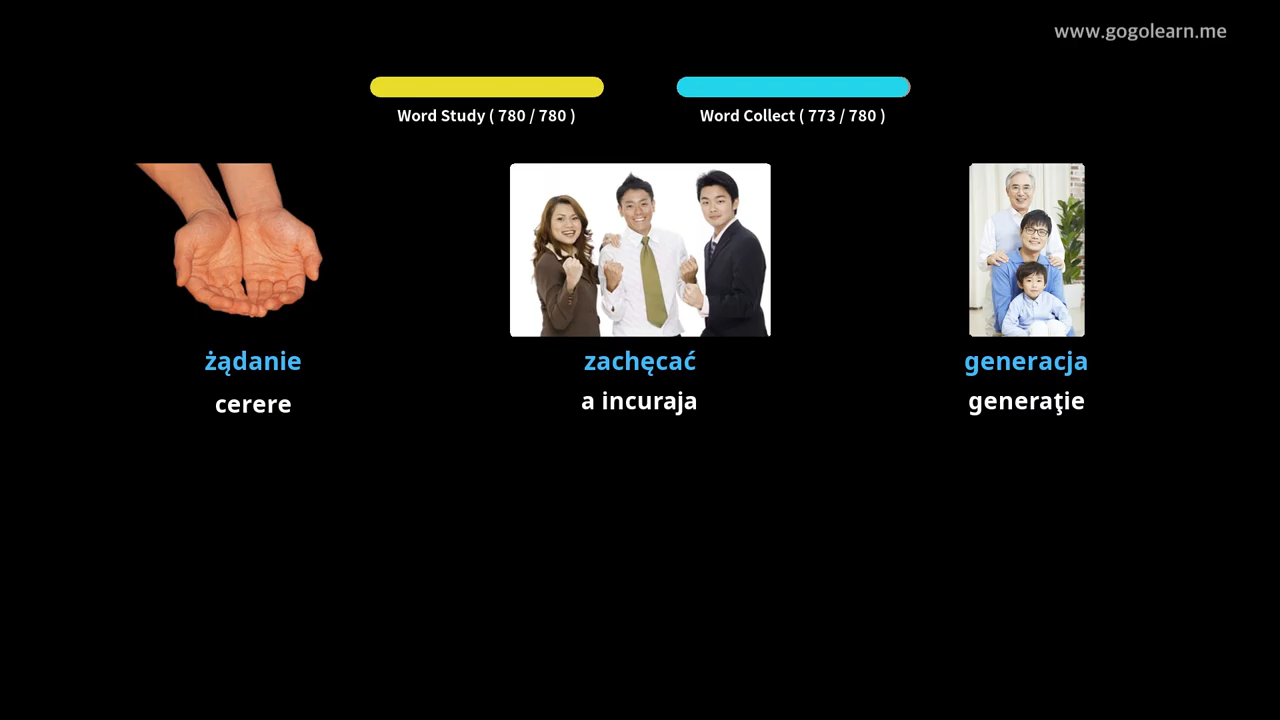 www.gogolearn.me
Word Study ( 780 / 780 )
Word Collect ( 773 / 780 )
żądanie
zachęcać
generacja
cerere
a incuraja
generaţie